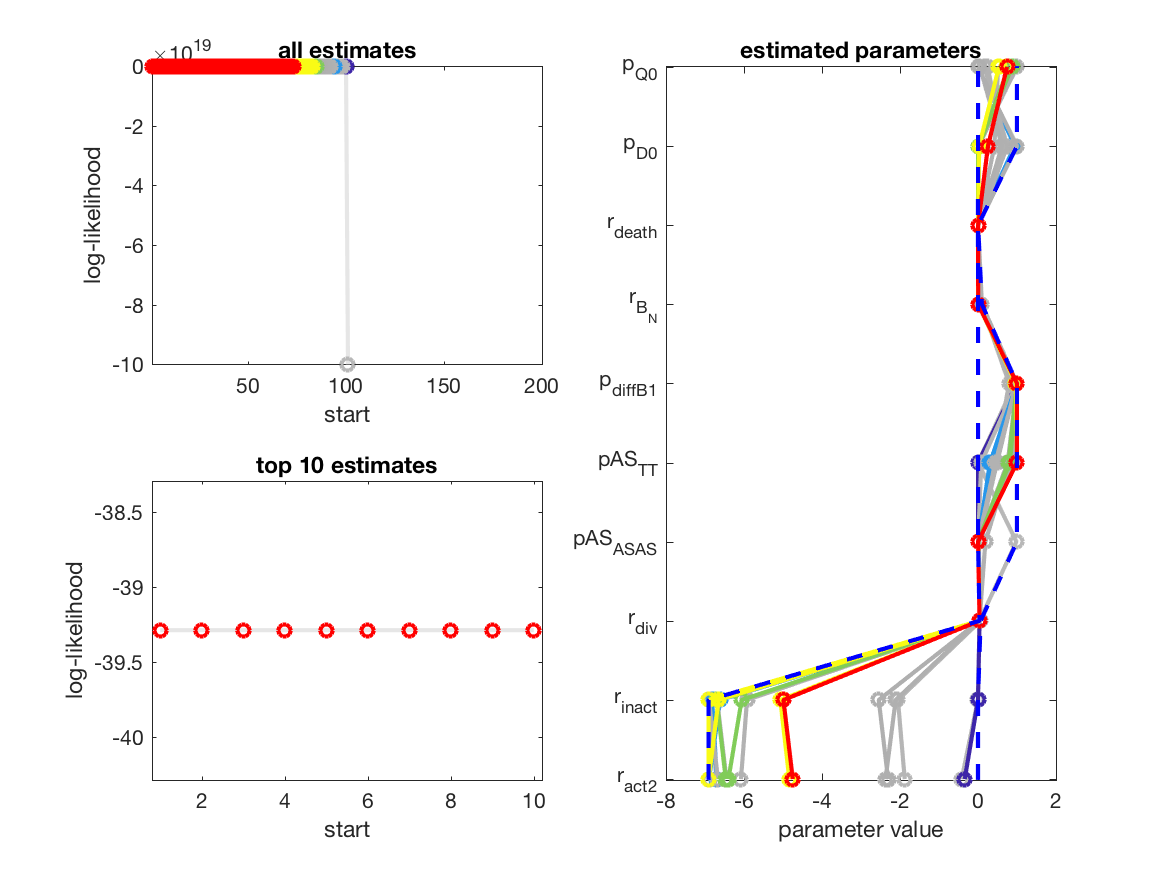 all estimates
×10^19
0
-2
-4
-6
-8
-10
50 100 150 200
start
log-likelihood
top 10 estimates
-38.5
-39
-39.5
-40
2 4 6 8 10
start
log-likelihood
estimated parameters
p_Q0
p_D0
r_death
r_B_N
p_diffB1
pAS_TT
pAS_ASAS
r_div
r_inact
r_act2
-8 -6 -4 -2 0 2
parameter value